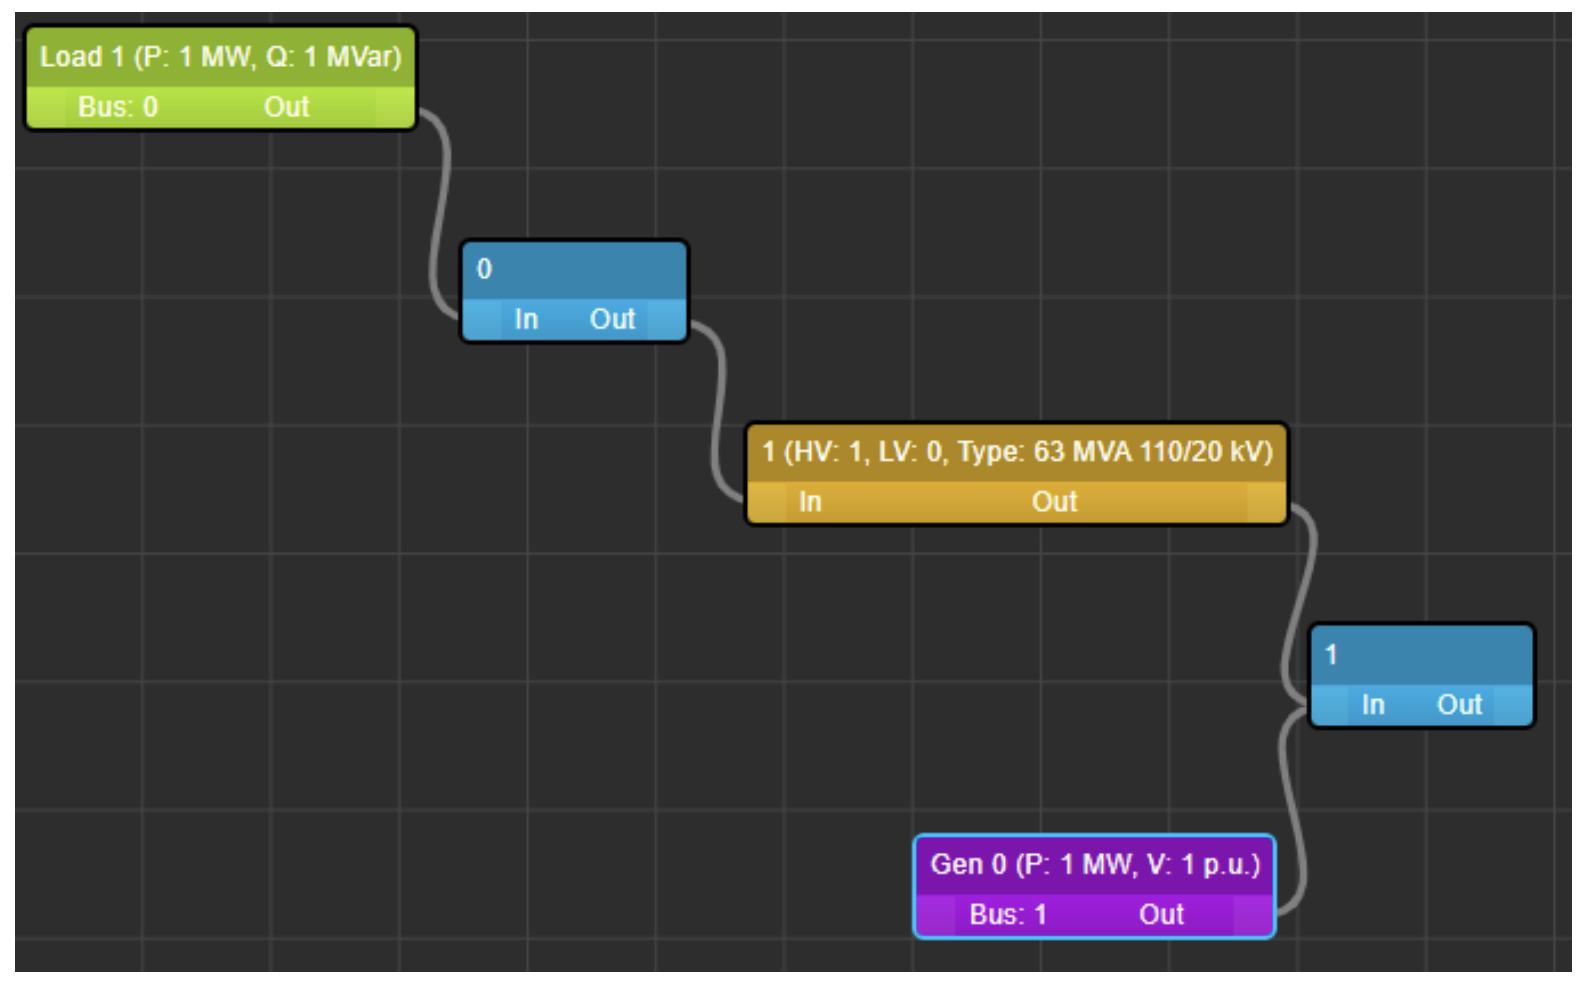 Load 1 (P: 1 MW, Q: 1 MVar)
Bus: 0 Out
0
In Out
1 (HV: 1, LV: 0, Type: 63 MVA 110/20 kV)
In Out
1
In Out
Gen 0 (P: 1 MW, V: 1 p.u.)
Bus: 1 Out